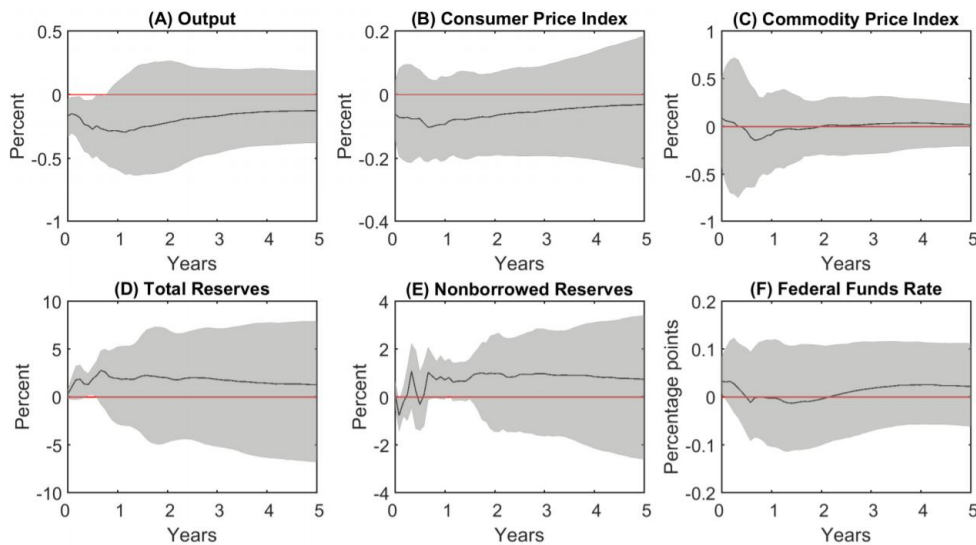 (A) Output
Percent
0.5
0
-0.5
-1
0 1 2 3 4 5
Years
(B) Consumer Price Index
Percent
0.2
0
-0.2
-0.4
0 1 2 3 4 5
Years
(C) Commodity Price Index
Percent
1
0.5
0
-0.5
-1
0 1 2 3 4 5
Years
(D) Total Reserves
Percent
10
5
0
-5
-10
0 1 2 3 4 5
Years
(E) Nonborrowed Reserves
Percent
4
2
0
-2
-4
0 1 2 3 4 5
Years
(F) Federal Funds Rate
Percentage points
0.2
0.1
0
-0.1
-0.2
0 1 2 3 4 5
Years